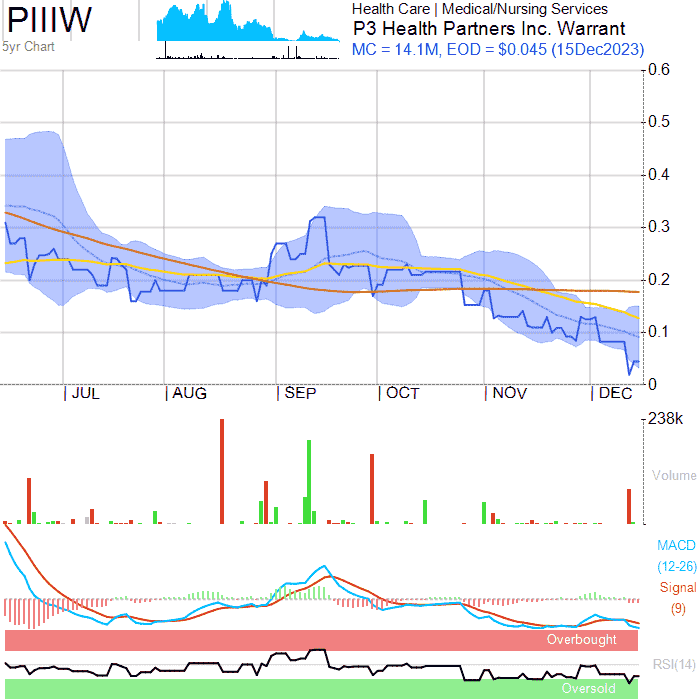 PIIIW
5yr Chart
Health Care | Medical/Nursing Services
P3 Health Partners Inc. Warrant
MC = 14.1M, EOD = $0.045 (15Dec2023)
0.6
0.5
0.4
0.3
0.2
0.1
0
JUL AUG SEP OCT NOV DEC
238k
Volume
MACD
(12-26)
Signal
(9)
Overbought
RSI(14)
Oversold